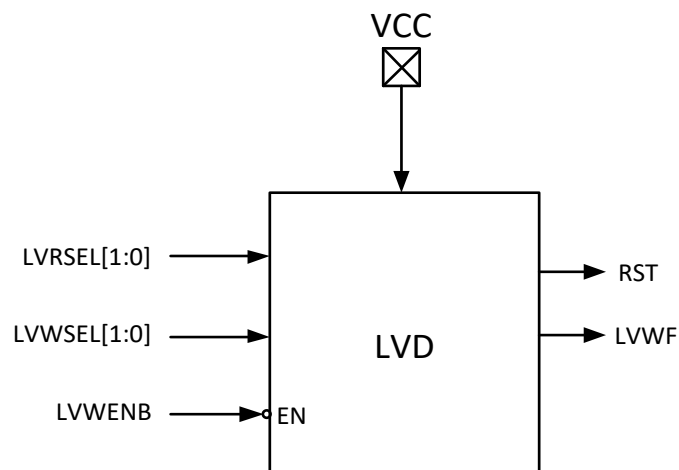 VCC
LVRSEL[1:0]
RST
LVWSEL[1:0]
LVD
LVWF
LVWENB
EN